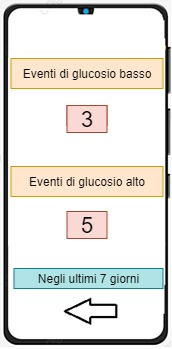 Eventi di glucosio basso
3
Eventi di glucosio alto
5
Negli ultimi 7 giorni